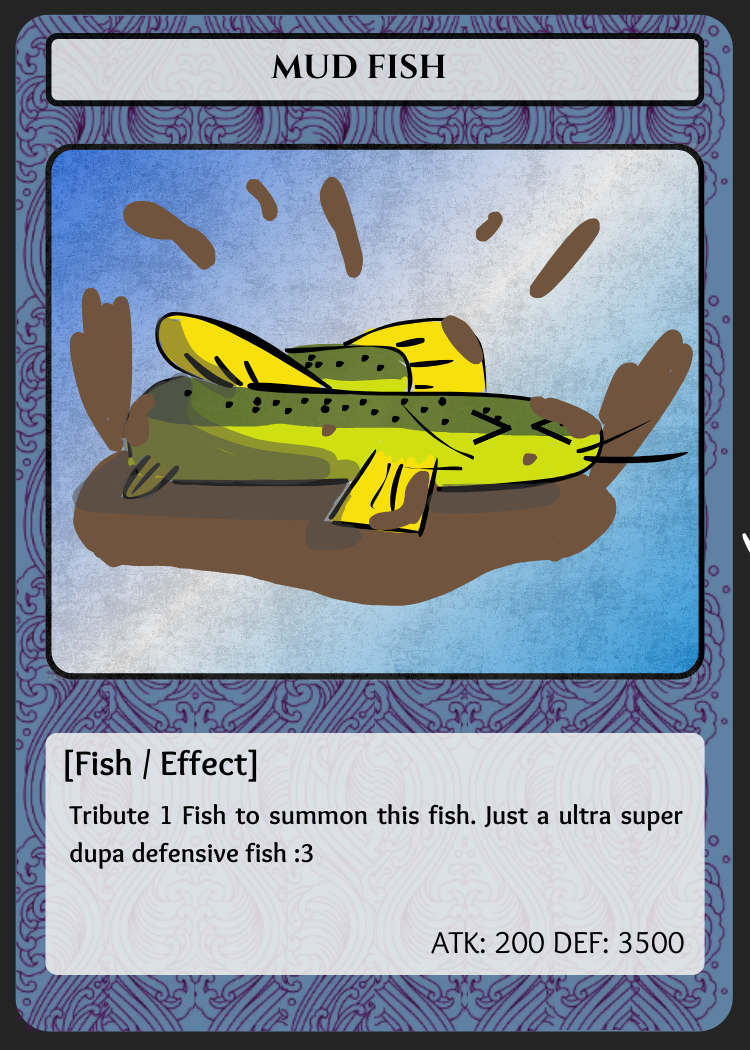 MUD FISH
[Fish / Effect]
Tribute 1 Fish to summon this fish. Just a ultra super
dupa defensive fish :3
ATK: 200 DEF: 3500